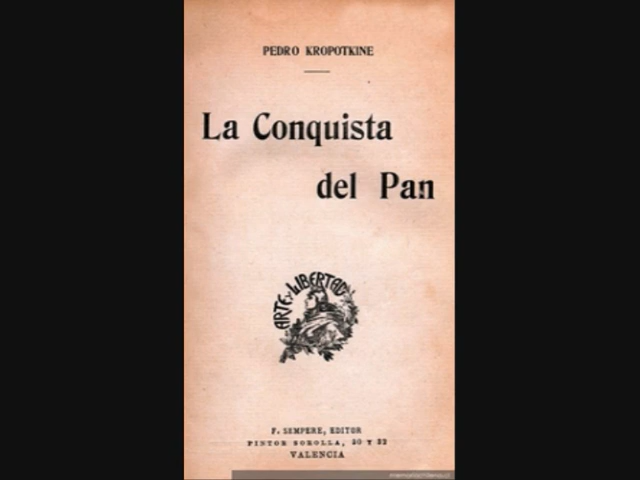 PEDRO KROPOTKINE
La Conquista
del Pan
ARTE Y LIBERTAD
F. SEMPERE, EDITOR
PINTOR SOROLLA, 30 Y 32
VALENCIA